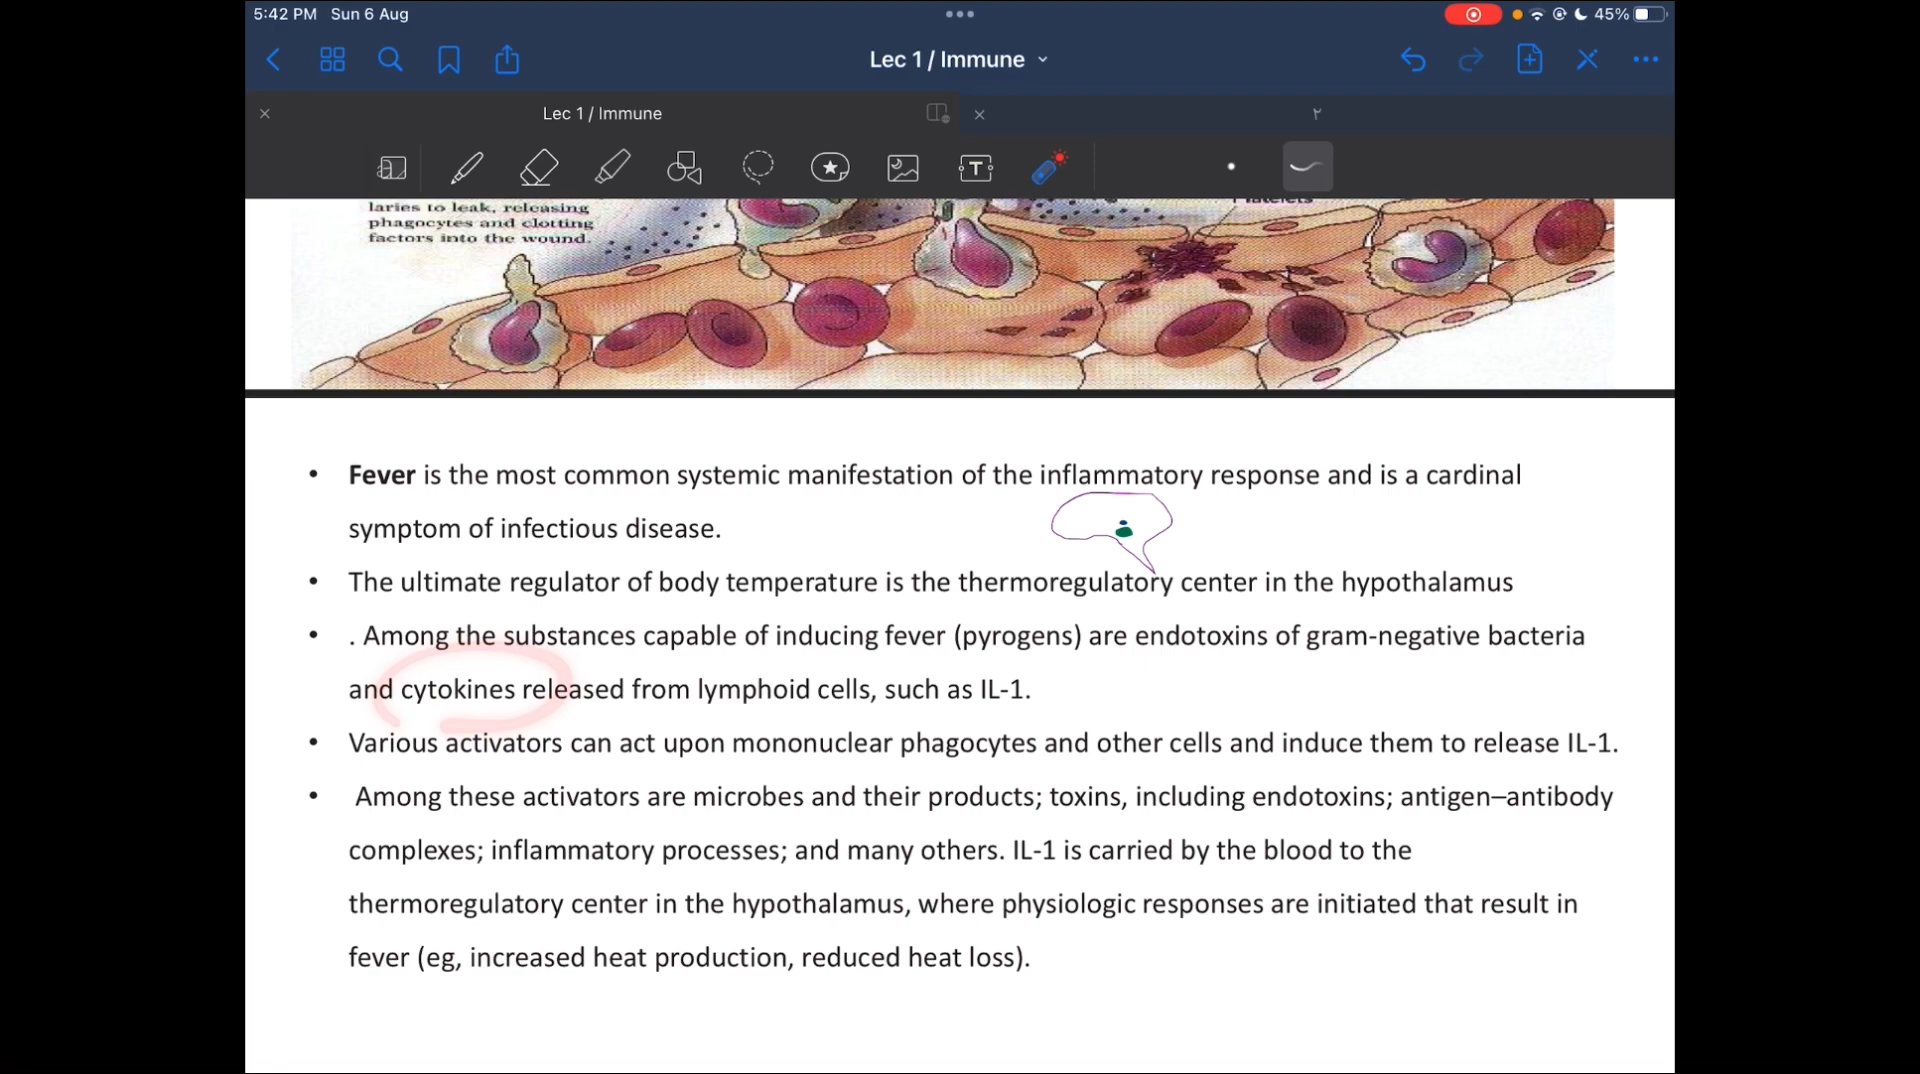 5:42 PM Sun 6 Aug
45%
Lec 1 / Immune
Lec 1 / Immune
٢
T
laries to leak, releasing
phagocytes and clotting
factors into the wound.
Platelets
• Fever is the most common systemic manifestation of the inflammatory response and is a cardinal
symptom of infectious disease.
• The ultimate regulator of body temperature is the thermoregulatory center in the hypothalamus
• . Among the substances capable of inducing fever (pyrogens) are endotoxins of gram-negative bacteria
and cytokines released from lymphoid cells, such as IL-1.
• Various activators can act upon mononuclear phagocytes and other cells and induce them to release IL-1.
• Among these activators are microbes and their products; toxins, including endotoxins; antigen–antibody
complexes; inflammatory processes; and many others. IL-1 is carried by the blood to the
thermoregulatory center in the hypothalamus, where physiologic responses are initiated that result in
fever (eg, increased heat production, reduced heat loss).